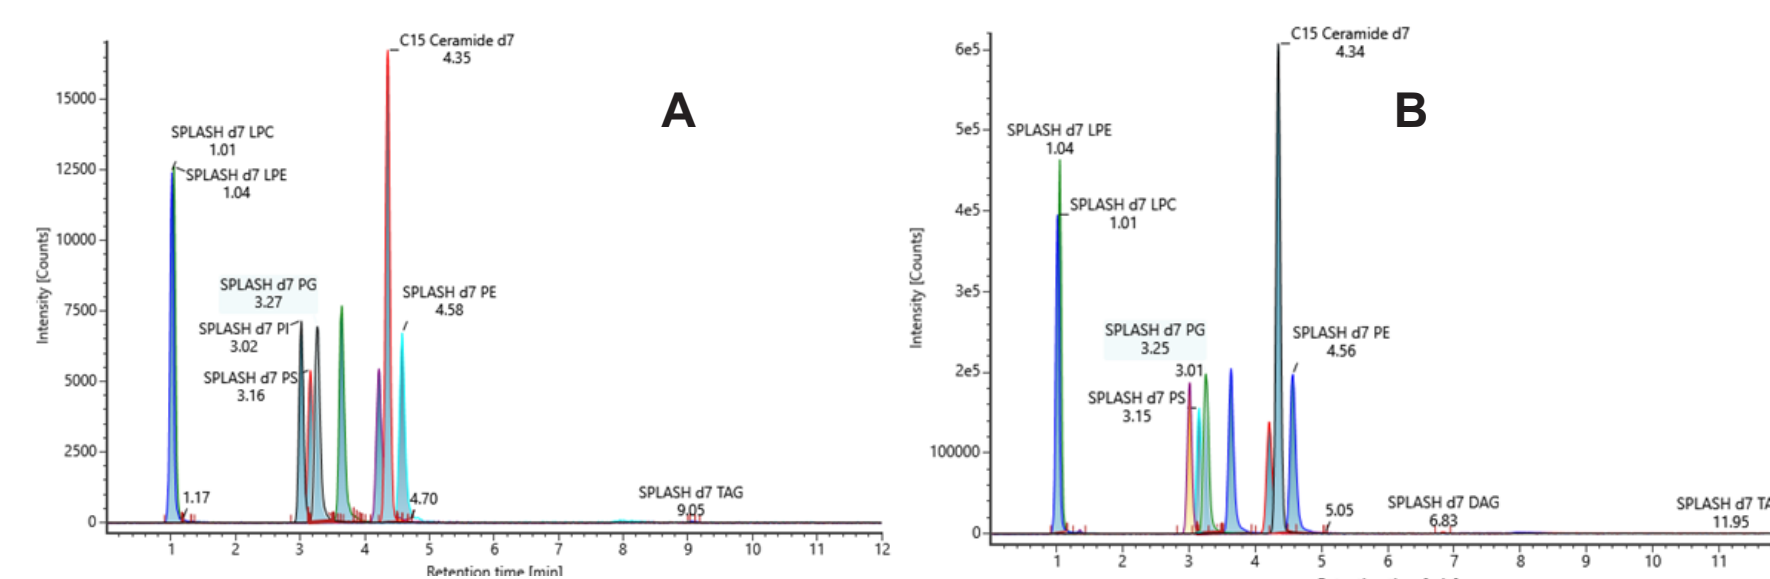 A
C15 Ceramide d7
4.35
SPLASH d7 LPC
1.01
SPLASH d7 LPE
1.04
SPLASH d7 PG
3.27
SPLASH d7 PI
3.02
SPLASH d7 PS
3.16
SPLASH d7 PE
4.58
1.17
4.70
SPLASH d7 TAG
9.05
Intensity [Counts]
15000
12500
10000
7500
5000
2500
0
1 2 3 4 5 6 7 8 9 10 11 12
Retention time [min]
B
C15 Ceramide d7
4.34
SPLASH d7 LPE
1.04
SPLASH d7 LPC
1.01
SPLASH d7 PG
3.25
3.01
SPLASH d7 PS
3.15
SPLASH d7 PE
4.56
5.05
SPLASH d7 DAG
6.83
SPLASH d7 TA
11.95
Intensity [Counts]
6e5
5e5
4e5
3e5
2e5
100000
0
1 2 3 4 5 6 7 8 9 10 11